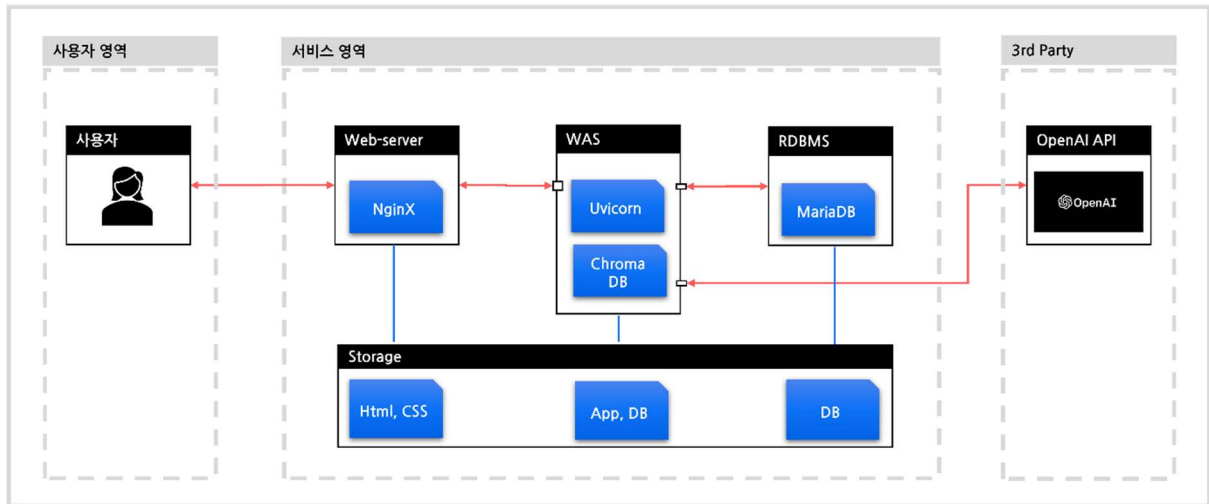 사용자 영역
서비스 영역
3rd Party
사용자
Web-server
WAS
RDBMS
OpenAI API
NginX
Uvicorn
MariaDB
OpenAI
Chroma
DB
Storage
Html, CSS
App, DB
DB